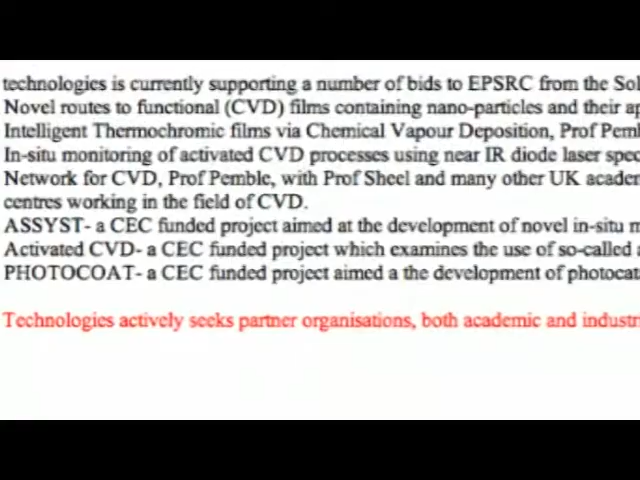 technologies is currently supporting a number of bids to EPSRC from the Sol
Novel routes to functional (CVD) films containing nano-particles and their ap
Intelligent Thermochromic films via Chemical Vapour Deposition, Prof Pemb
In-situ monitoring of activated CVD processes using near IR diode laser spec
Network for CVD, Prof Pemble, with Prof Sheel and many other UK academ
centres working in the field of CVD.
ASSYST- a CEC funded project aimed at the development of novel in-situ m
Activated CVD- a CEC funded project which examines the use of so-called a
PHOTOCOAT- a CEC funded project aimed a the development of photocata
Technologies actively seeks partner organisations, both academic and industri